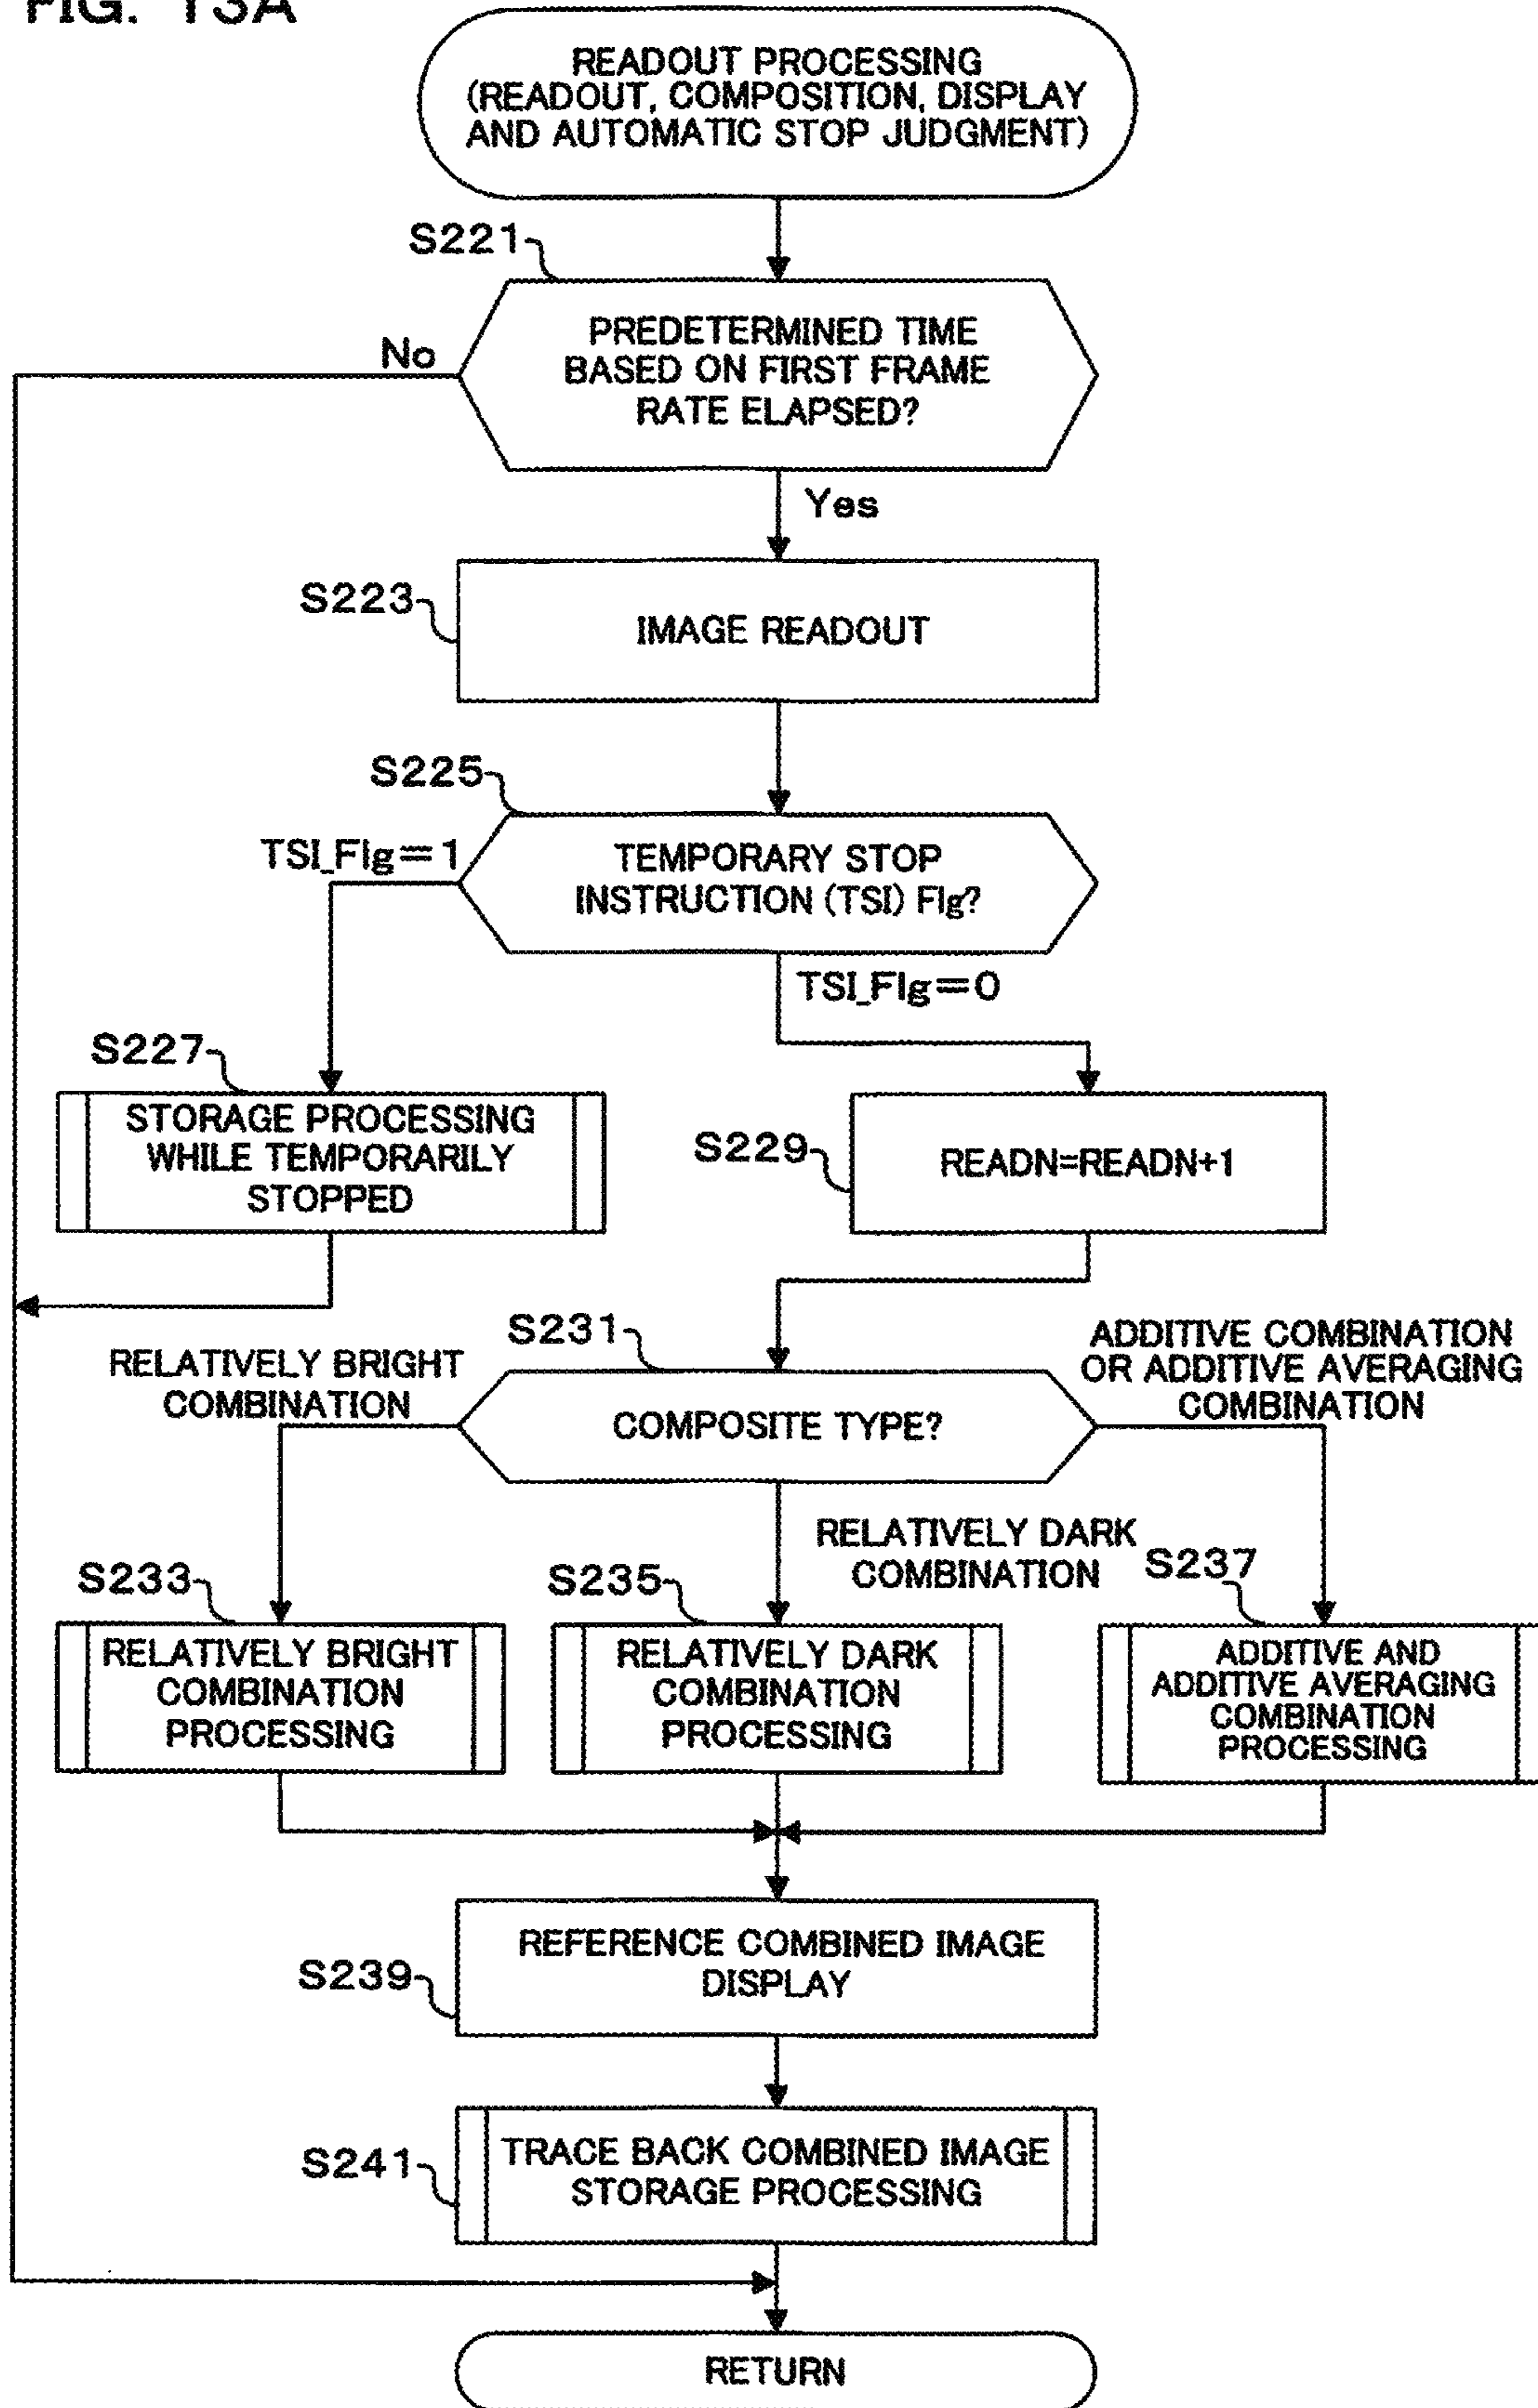 FIG. 13A
READOUT PROCESSING
(READOUT, COMPOSITION, DISPLAY
AND AUTOMATIC STOP JUDGMENT)
S221
PREDETERMINED TIME
BASED ON FIRST FRAME
RATE ELAPSED?
No
Yes
S223
IMAGE READOUT
S225
TSI_Flg=1
TEMPORARY STOP
INSTRUCTION (TSI) Flg?
TSI_Flg=0
S227
STORAGE PROCESSING
WHILE TEMPORARILY
STOPPED
S229
READN=READN+1
S231
RELATIVELY BRIGHT
COMBINATION
COMPOSITE TYPE?
ADDITIVE COMBINATION
OR ADDITIVE AVERAGING
COMBINATION
RELATIVELY DARK
COMBINATION
S233
RELATIVELY BRIGHT
COMBINATION
PROCESSING
S235
RELATIVELY DARK
COMBINATION
PROCESSING
S237
ADDITIVE AND
ADDITIVE AVERAGING
COMBINATION
PROCESSING
S239
REFERENCE COMBINED IMAGE
DISPLAY
S241
TRACE BACK COMBINED IMAGE
STORAGE PROCESSING
RETURN